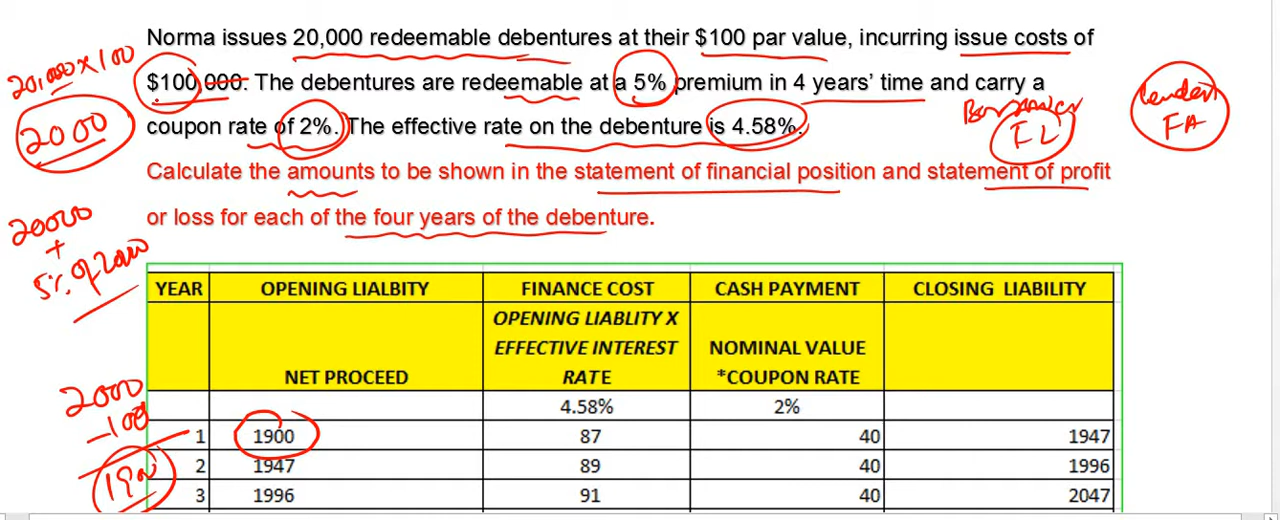 Norma issues 20,000 redeemable debentures at their $100 par value, incurring issue costs of
$100,000. The debentures are redeemable at a 5% premium in 4 years' time and carry a
coupon rate of 2%. The effective rate on the debenture is 4.58%.
Calculate the amounts to be shown in the statement of financial position and statement of profit
or loss for each of the four years of the debenture.
20,000 x 100
2000
Borrower
FL
FA
20000
+
5% of 2000
2000
-100
1900
YEAR OPENING LIALBITY FINANCE COST CASH PAYMENT CLOSING LIABILITY
OPENING LIABLITY X
EFFECTIVE INTEREST NOMINAL VALUE
NET PROCEED RATE *COUPON RATE
4.58% 2%
1 1900 87 40 1947
2 1947 89 40 1996
3 1996 91 40 2047